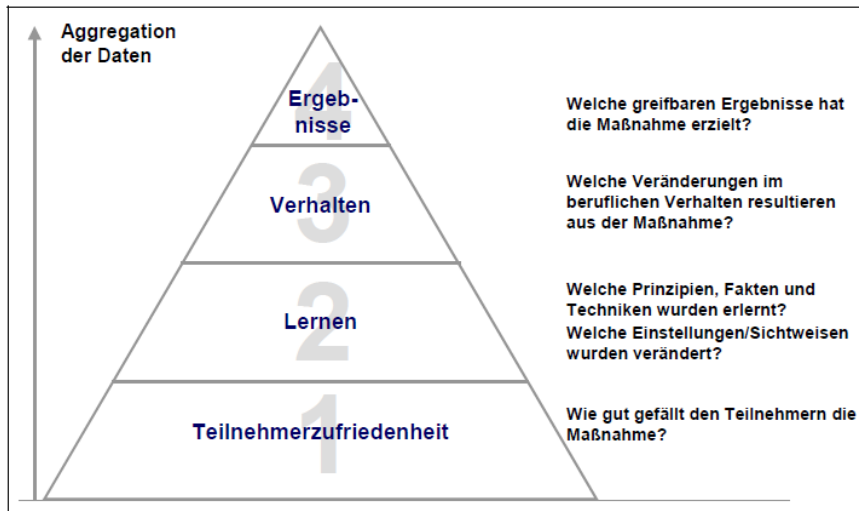 Aggregation
der Daten
4
Ergeb-
nisse
Welche greifbaren Ergebnisse hat
die Maßnahme erzielt?
3
Verhalten
Welche Veränderungen im
beruflichen Verhalten resultieren
aus der Maßnahme?
2
Lernen
Welche Prinzipien, Fakten und
Techniken wurden erlernt?
Welche Einstellungen/Sichtweisen
wurden verändert?
1
Teilnehmerzufriedenheit
Wie gut gefällt den Teilnehmern die
Maßnahme?